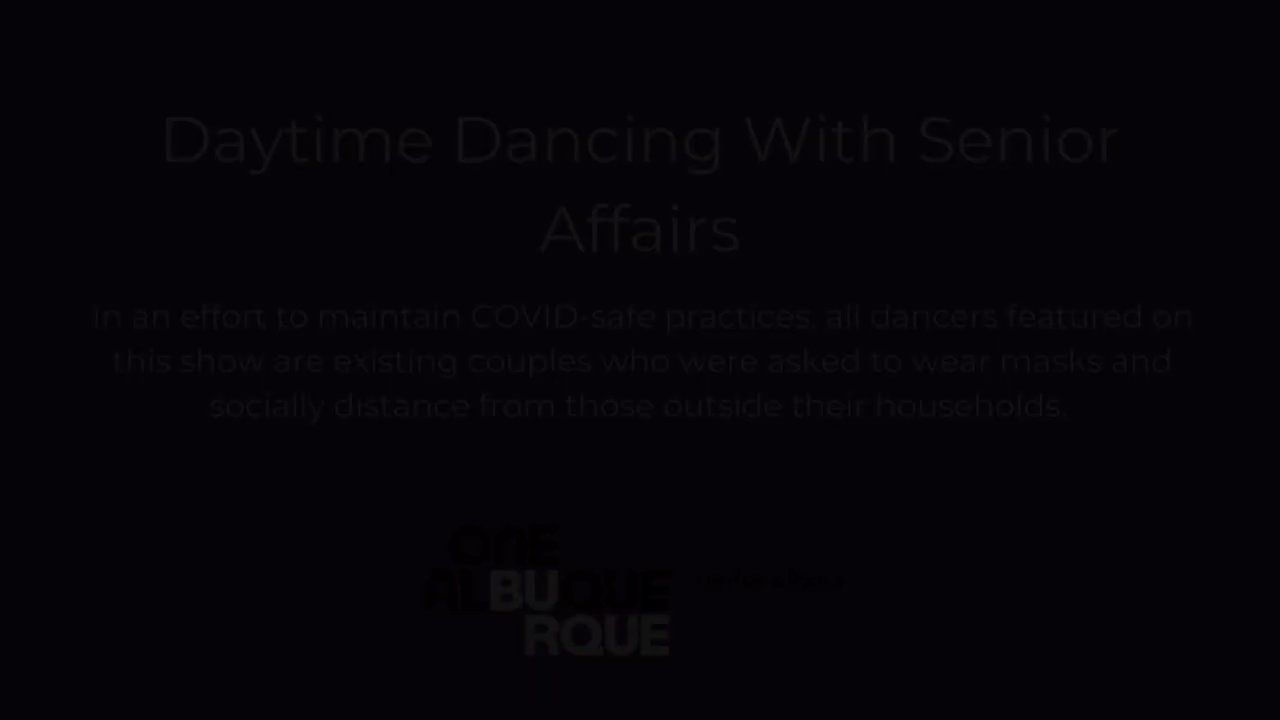 Daytime Dancing With Senior
Affairs
In an effort to maintain COVID-safe practices, all dancers featured on
this show are existing couples who were asked to wear masks and
socially distance from those outside their households.
ONE
ALBUQUE
RQUE
senior affairs